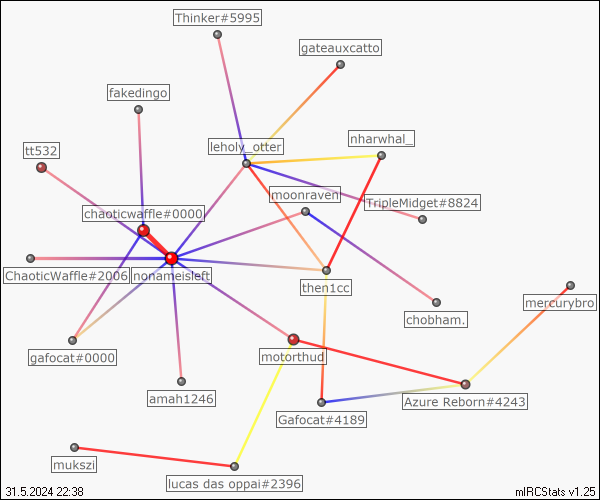 Thinker#5995
gateauxcatto
fakedingo
nharwhal_
leholy_otter
tt532
moonraven
TripleMidget#8824
chaoticwaffle#0000
ChaoticWaffle#2006
nonameisleft
then1cc
mercurybro
chobham.
gafocat#0000
motorthud
amah1246
Azure Reborn#4243
Gafocat#4189
mukszi
lucas das oppai#2396
31.5.2024 22:38
mIRCStats v1.25